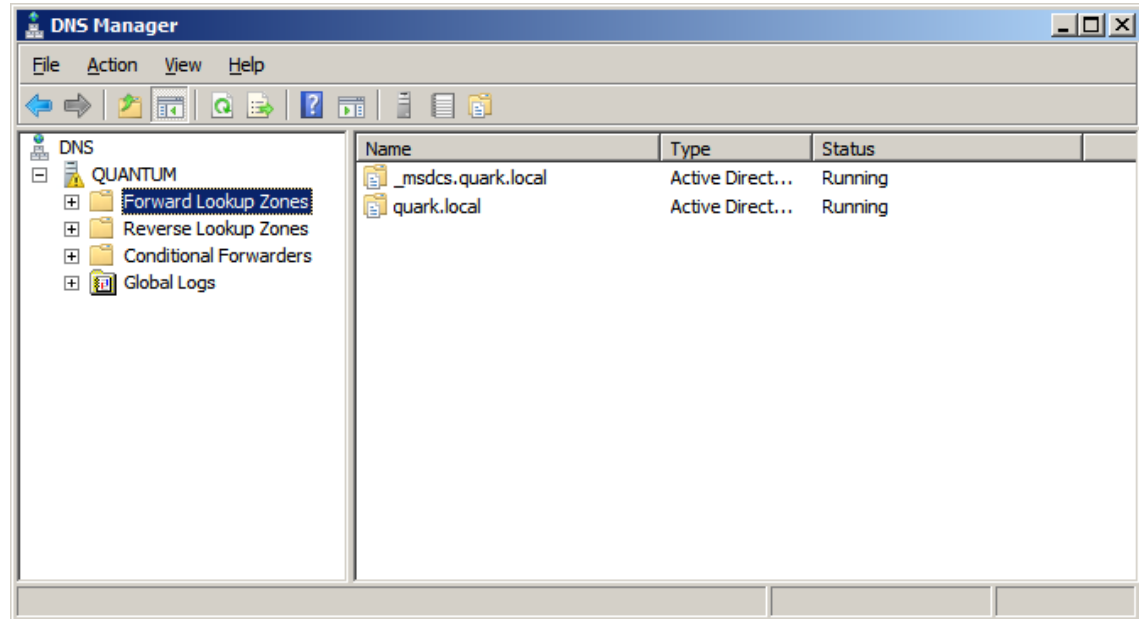 DNS Manager
File Action View Help
DNS
QUANTUM
Forward Lookup Zones
Reverse Lookup Zones
Conditional Forwarders
Global Logs
Name Type Status
_msdcs.quark.local Active Direct... Running
quark.local Active Direct... Running